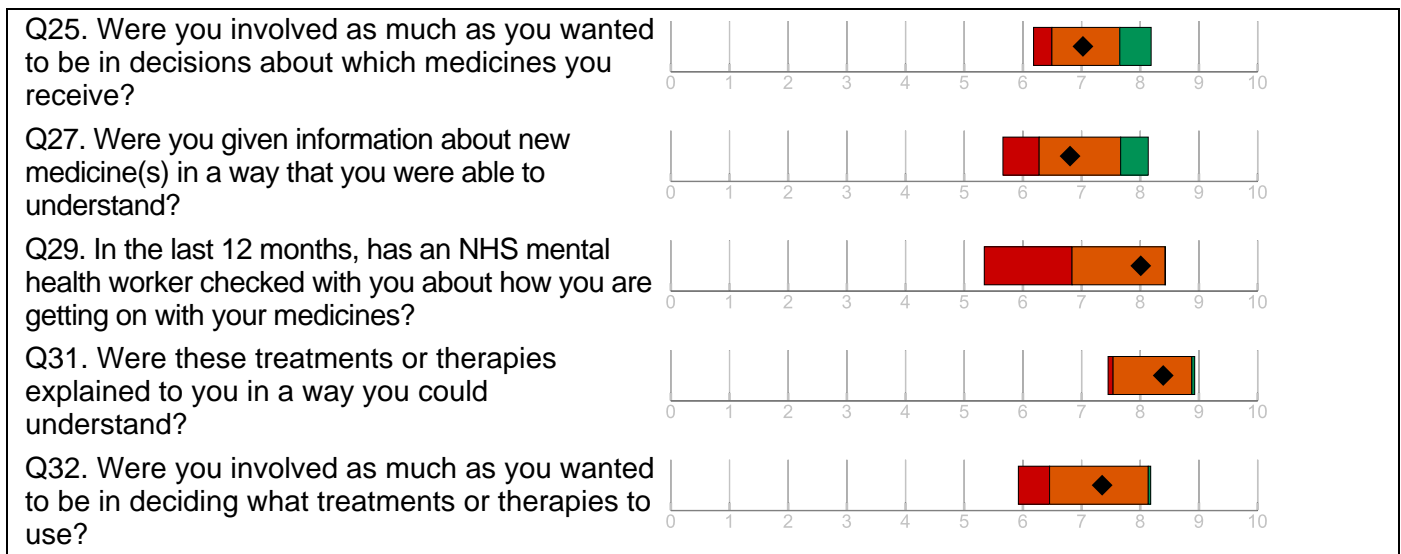 Q25. Were you involved as much as you wanted
to be in decisions about which medicines you
receive?
0 1 2 3 4 5 6 7 8 9 10
Q27. Were you given information about new
medicine(s) in a way that you were able to
understand?
0 1 2 3 4 5 6 7 8 9 10
Q29. In the last 12 months, has an NHS mental
health worker checked with you about how you are
getting on with your medicines?
0 1 2 3 4 5 6 7 8 9 10
Q31. Were these treatments or therapies
explained to you in a way you could
understand?
0 1 2 3 4 5 6 7 8 9 10
Q32. Were you involved as much as you wanted
to be in deciding what treatments or therapies to
use?
0 1 2 3 4 5 6 7 8 9 10